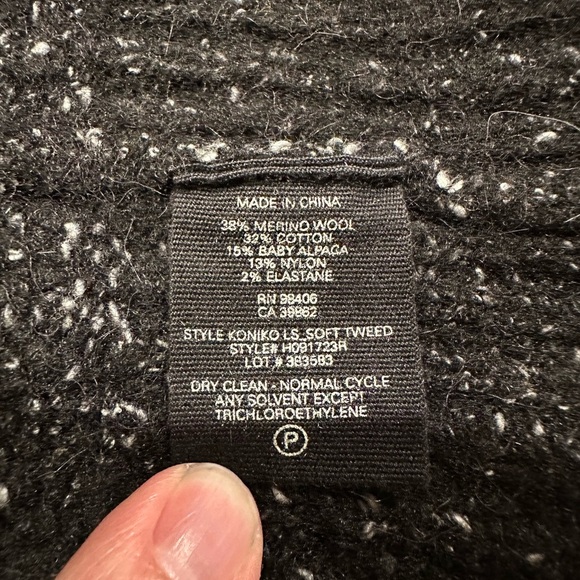 MADE IN CHINA
38% MERINO WOOL
32% COTTON
15% BABY ALPACA
13% NYLON
2% ELASTANE
RN 98406
CA 39862
STYLE KONIKO LS_SOFT TWEED
STYLE# H091723R
LOT # 383583
DRY CLEAN - NORMAL CYCLE
ANY SOLVENT EXCEPT
TRICHLOROETHYLENE
P